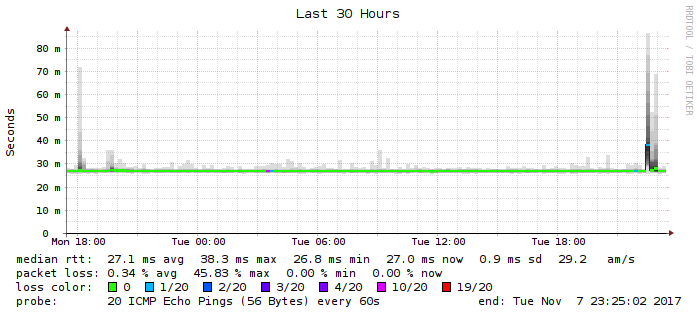 Last 30 Hours
RRDTOOL / TOBI OETIKER
Seconds
80 m
70 m
60 m
50 m
40 m
30 m
20 m
10 m
0
Mon 18:00 Tue 00:00 Tue 06:00 Tue 12:00 Tue 18:00
median rtt: 27.1 ms avg 38.3 ms max 26.8 ms min 27.0 ms now 0.9 ms sd 29.2 am/s
packet loss: 0.34 % avg 45.83 % max 0.00 % min 0.00 % now
loss color: 0 1/20 2/20 3/20 4/20 10/20 19/20
probe: 20 ICMP Echo Pings (56 Bytes) every 60s end: Tue Nov 7 23:25:02 2017